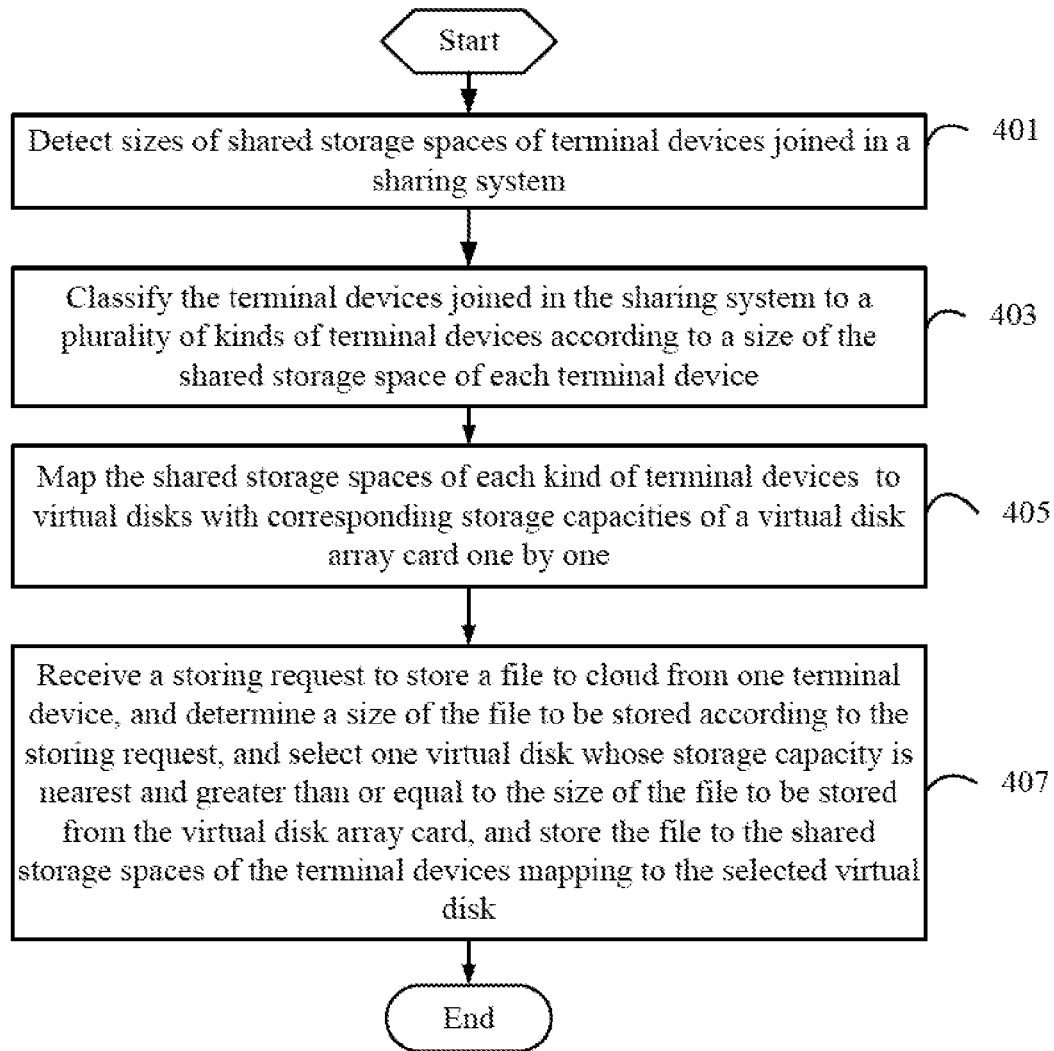 Start
Detect sizes of shared storage spaces of terminal devices joined in a
sharing system
401
Classify the terminal devices joined in the sharing system to a
plurality of kinds of terminal devices according to a size of the
shared storage space of each terminal device
403
Map the shared storage spaces of each kind of terminal devices to
virtual disks with corresponding storage capacities of a virtual disk
array card one by one
405
Receive a storing request to store a file to cloud from one terminal
device, and determine a size of the file to be stored according to the
storing request, and select one virtual disk whose storage capacity is
nearest and greater than or equal to the size of the file to be stored
from the virtual disk array card, and store the file to the shared
storage spaces of the terminal devices mapping to the selected virtual
disk
407
End